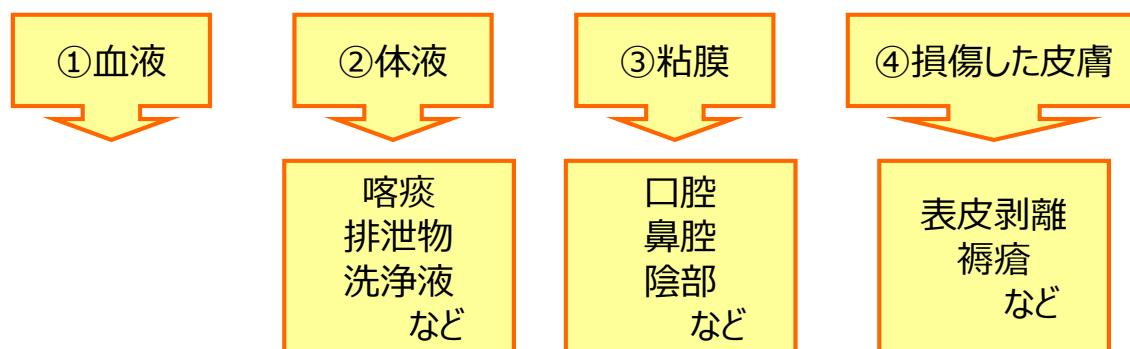 ①血液
②体液
③粘膜
④損傷した皮膚
喀痰
排泄物
洗浄液
など
口腔
鼻腔
陰部
など
表皮剥離
褥瘡
など